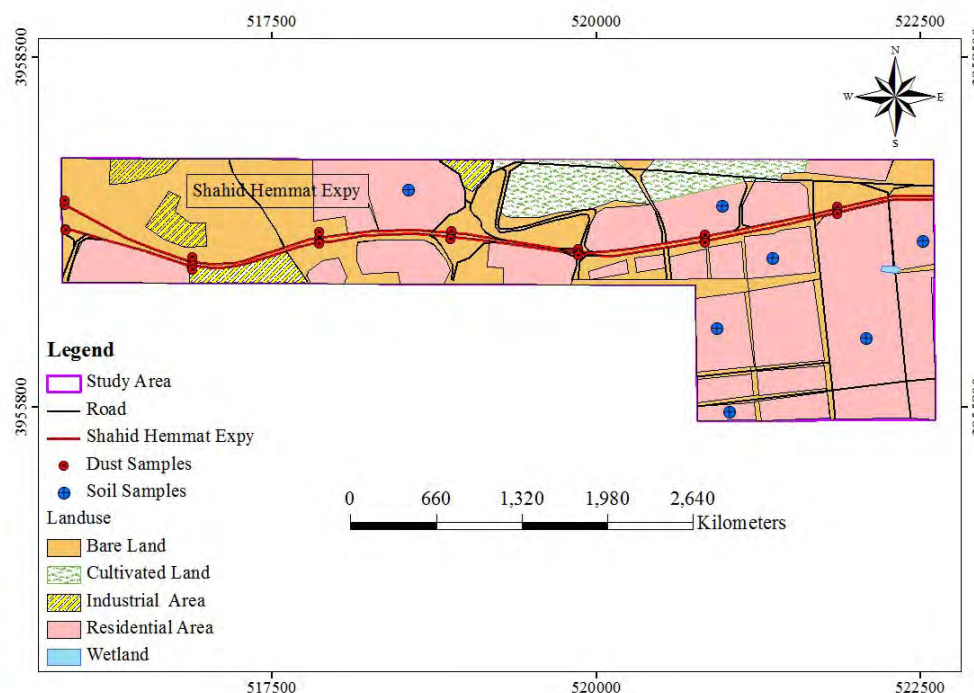 517500
520000
522500
3958500
N
W
E
S
Shahid Hemmat Expy
Legend
Study Area
Road
Shahid Hemmat Expy
Dust Samples
Soil Samples
Landuse
Bare Land
Cultivated Land
Industrial Area
Residential Area
Wetland
3955800
0 660 1,320 1,980 2,640
Kilometers
517500
520000
522500